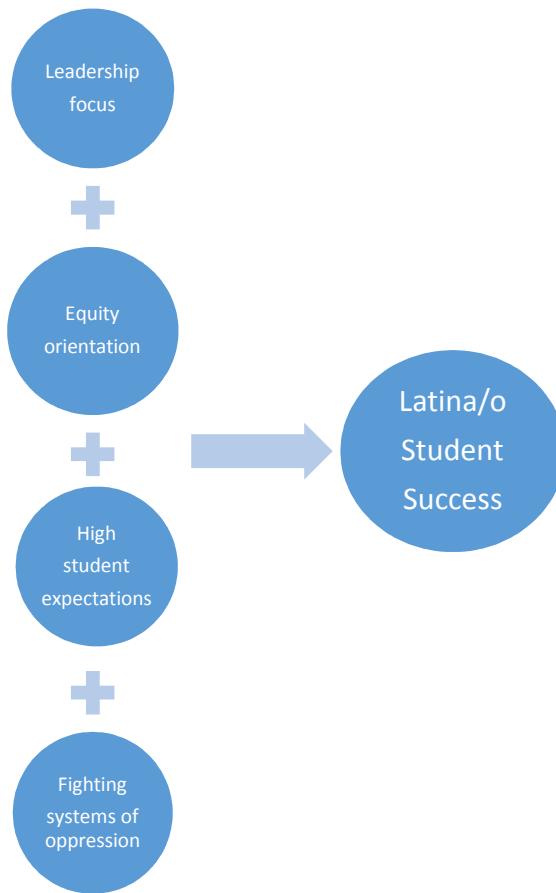 Leadership
focus
Equity
orientation
High
student
expectations
Fighting
systems of
oppression
Latina/o
Student
Success